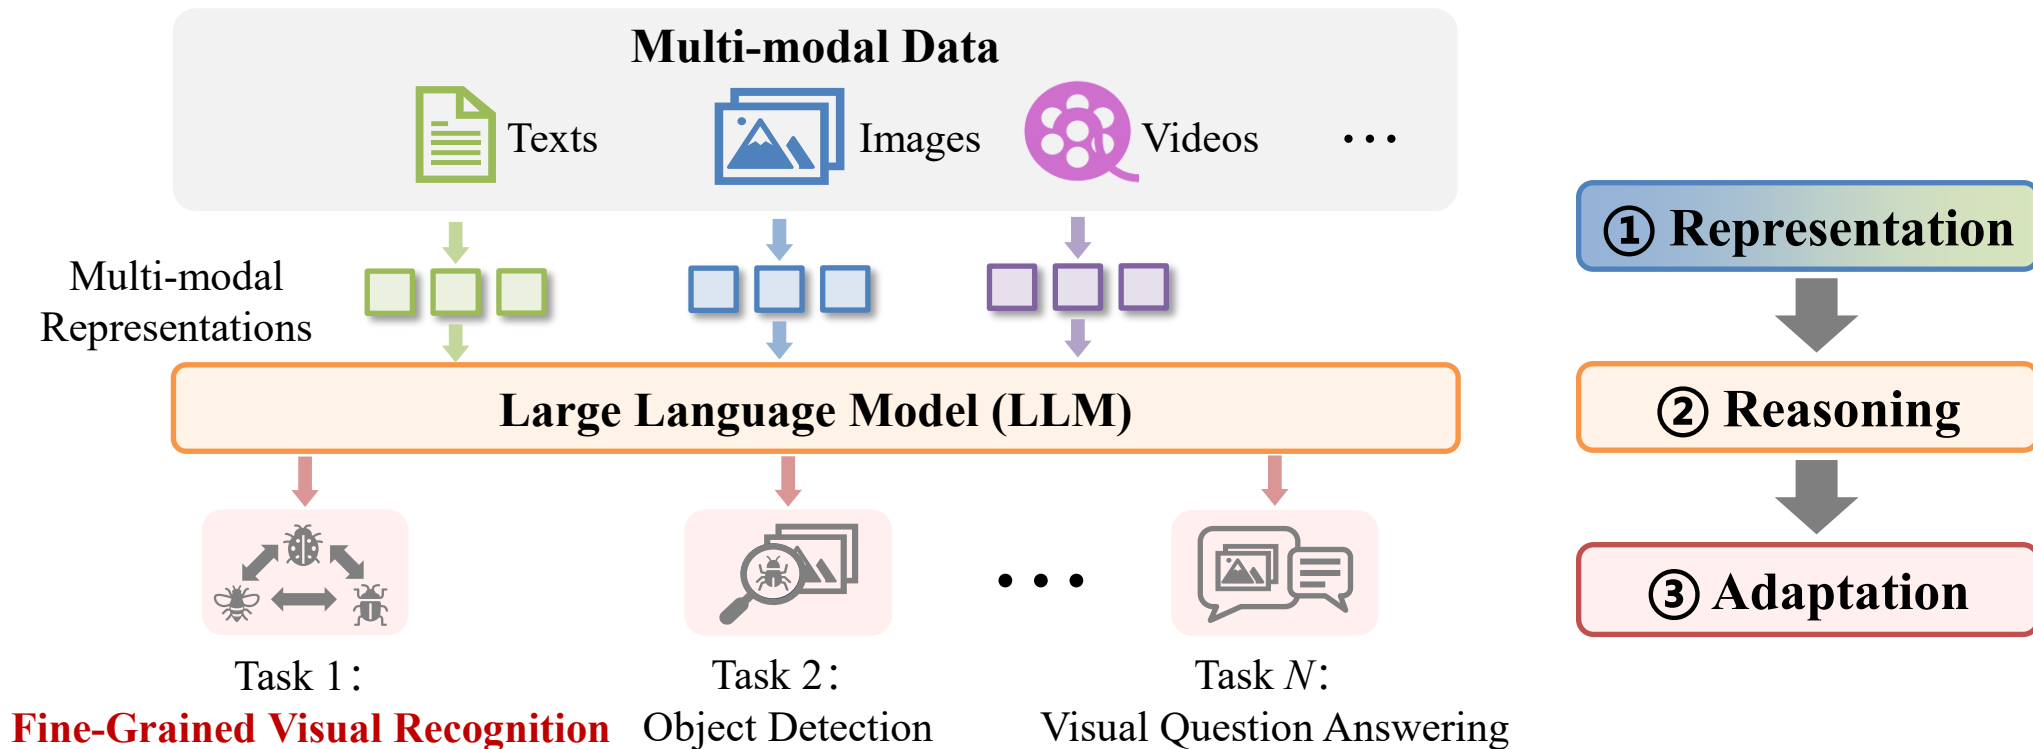 Multi-modal Data
Texts
Images
Videos
...
Multi-modal
Representations
Large Language Model (LLM)
...
Task 1:
Fine-Grained Visual Recognition
Task 2:
Object Detection
Task N:
Visual Question Answering
① Representation
② Reasoning
③ Adaptation